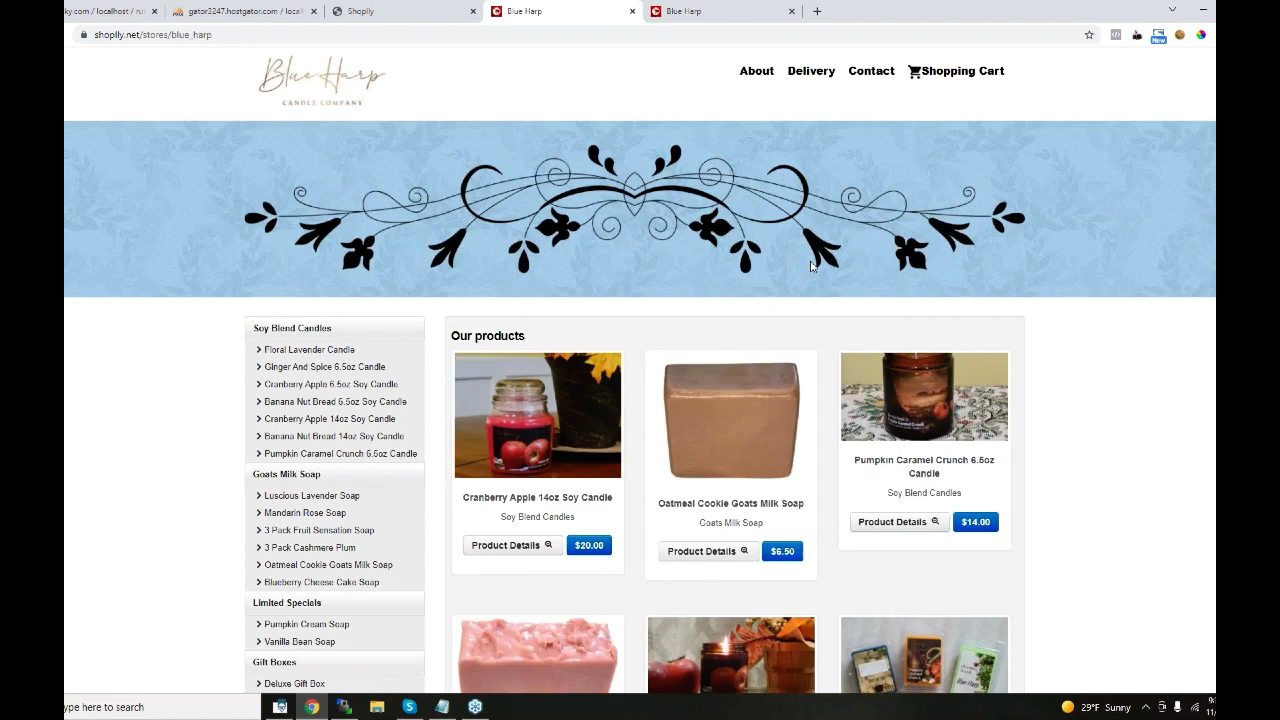 ky.com / localhost / rut
gator3247.hostgator.com / local
Shoplly
Blue Harp
Blue Harp
shoplly.net/stores/blue_harp
New
Blue Harp
CANDLE COMPANY
About
Delivery
Contact
Shopping Cart
Soy Blend Candles
Floral Lavender Candle
Ginger And Spice 6.5oz Candle
Cranberry Apple 6.5oz Soy Candle
Banana Nut Bread 6.5oz Candle
Cranberry Apple 14oz Soy Candle
Banana Nut Bread 14oz Soy Candle
Pumpkin Caramel Crunch 6.5oz Candle
Goats Milk Soap
Luscious Lavender Soap
Mandarin Rose Soap
3 Pack Fruit Sensation Soap
3 Pack Cashmere Plum
Oatmeal Cookie Goats Milk Soap
Blueberry Cheese Cake Soap
Limited Specials
Pumpkin Cream Soap
Vanilla Bean Soap
Gift Boxes
Deluxe Gift Box
Our products
Cranberry Apple 14oz Soy Candle
Soy Blend Candles
Product Details
$20.00
Oatmeal Cookie Goats Milk Soap
Goats Milk Soap
Product Details
$6.50
Pumpkin Caramel Crunch 6.5oz
Candle
Soy Blend Candles
Product Details
$14.00
Blue Harp
ype here to search
29°F Sunny
9:
11/